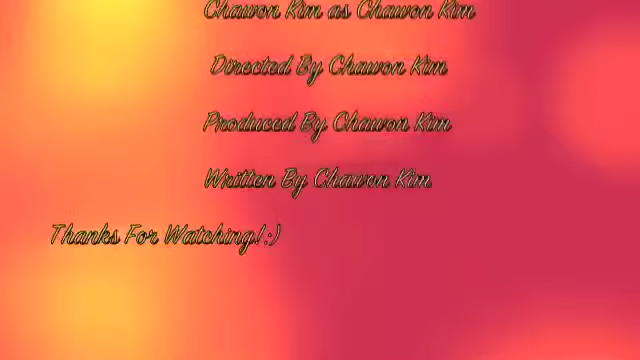 Chawon Kim as Chawon Kim
Directed By Chawon Kim
Produced By Chawon Kim
Written By Chawon Kim
Thanks For Watching!:)